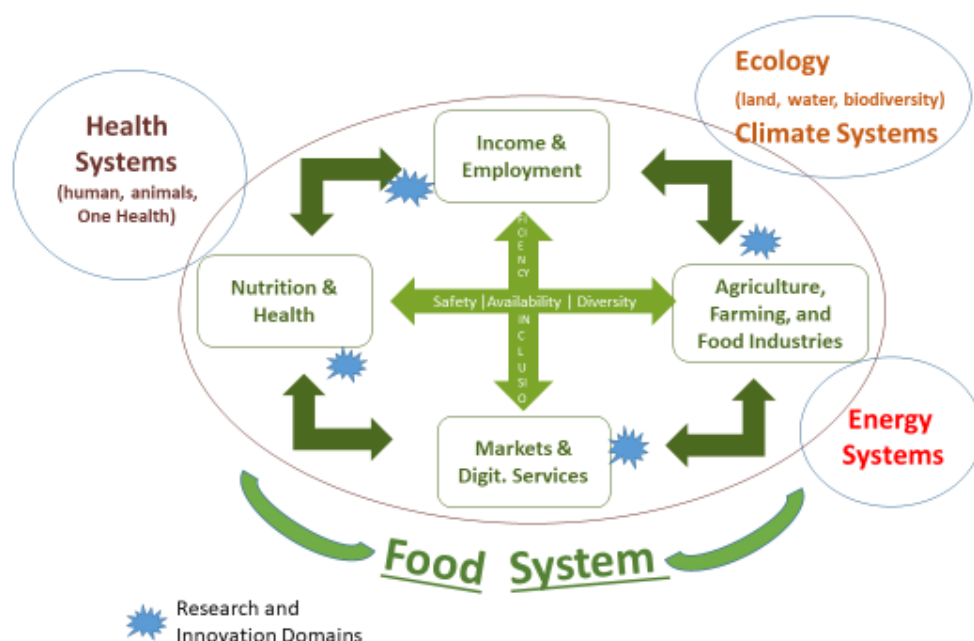 Ecology
(land, water, biodiversity)
Climate Systems
Health
Systems
(human, animals,
One Health)
Income &
Employment
Nutrition &
Health
Safety |Availability | Diversity
Agriculture,
Farming, and
Food Industries
INCLUSIO
Markets &
Digit. Services
Energy
Systems
Food System
Research and
Innovation Domains